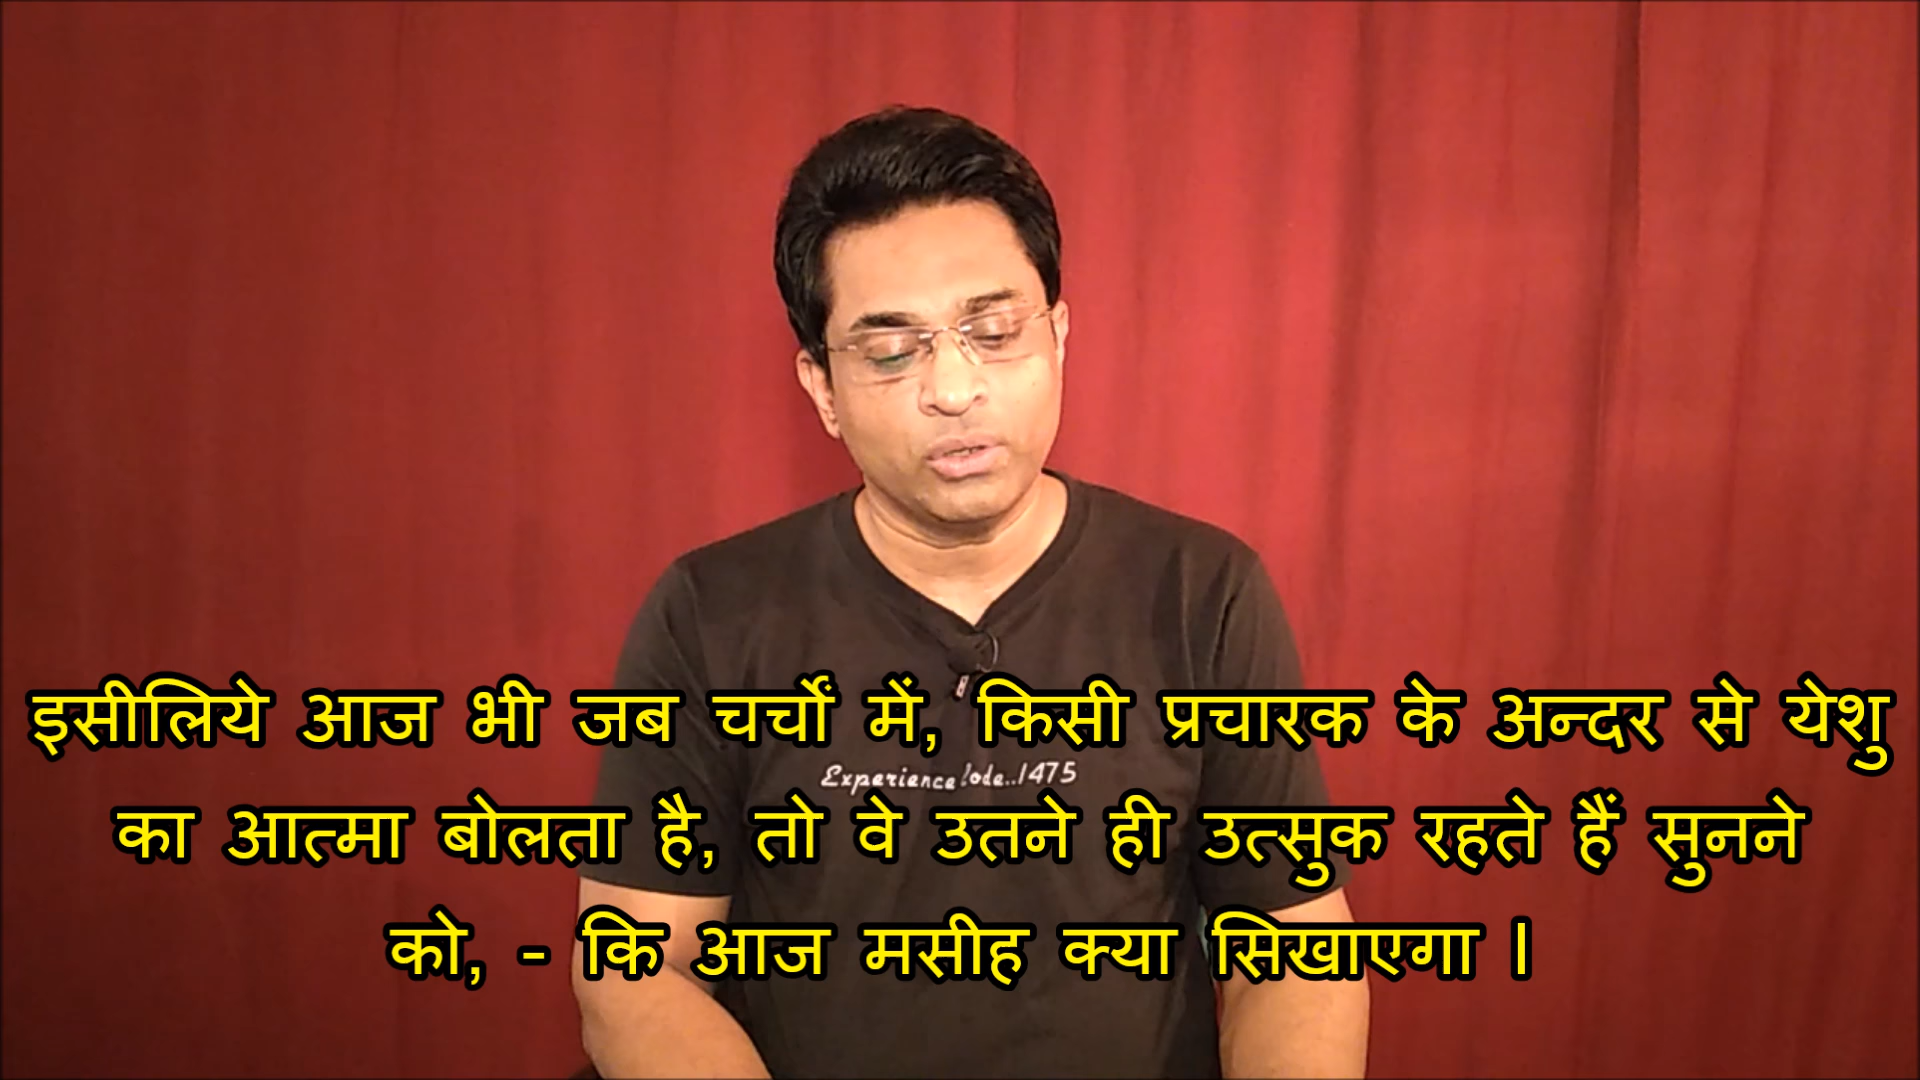 इसीलिये आज भी जब चर्चों में, किसी प्रचारक के अन्दर से येशु
Experience Code..1475
का आत्मा बोलता है, तो वे उतने ही उत्सुक रहते हैं सुनने
को, - कि आज मसीह क्या सिखाएगा ।